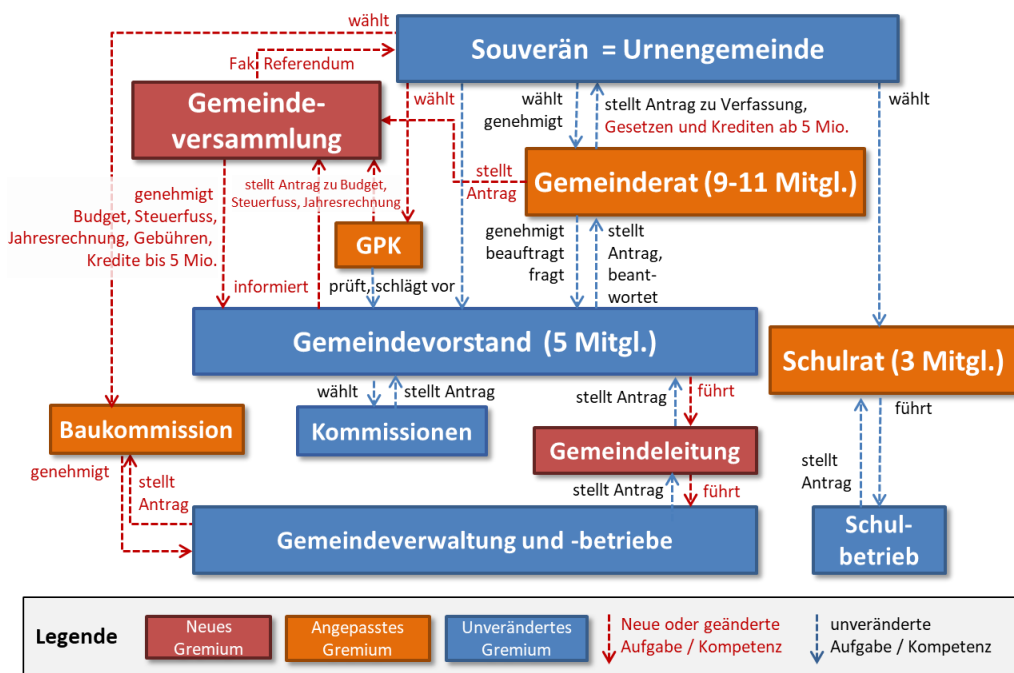 wählt
Souverän = Urnengemeinde
Fak. Referendum
Gemeinde-
versammlung
wählt
wählt
genehmigt
stellt Antrag zu Verfassung,
Gesetzen und Krediten ab 5 Mio.
wählt
stellt
Antrag
Gemeinderat (9-11 Mitgl.)
genehmigt
Budget, Steuerfuss,
Jahresrechnung, Gebühren,
Kredite bis 5 Mio.
stellt Antrag zu Budget,
Steuerfuss, Jahresrechnung
GPK
genehmigt
beauftragt
fragt
stellt
Antrag,
beant-
wortet
informiert
prüft, schlägt vor
Gemeindevorstand (5 Mitgl.)
Schulrat (3 Mitgl.)
wählt
stellt Antrag
stellt Antrag
führt
führt
Baukommission
Kommissionen
Gemeindeleitung
genehmigt
stellt
Antrag
stellt Antrag
führt
stellt
Antrag
Gemeindeverwaltung und -betriebe
Schul-
betrieb
Legende
Neues
Gremium
Angepasstes
Gremium
Unverändertes
Gremium
Neue oder geänderte
Aufgabe / Kompetenz
unveränderte
Aufgabe / Kompetenz